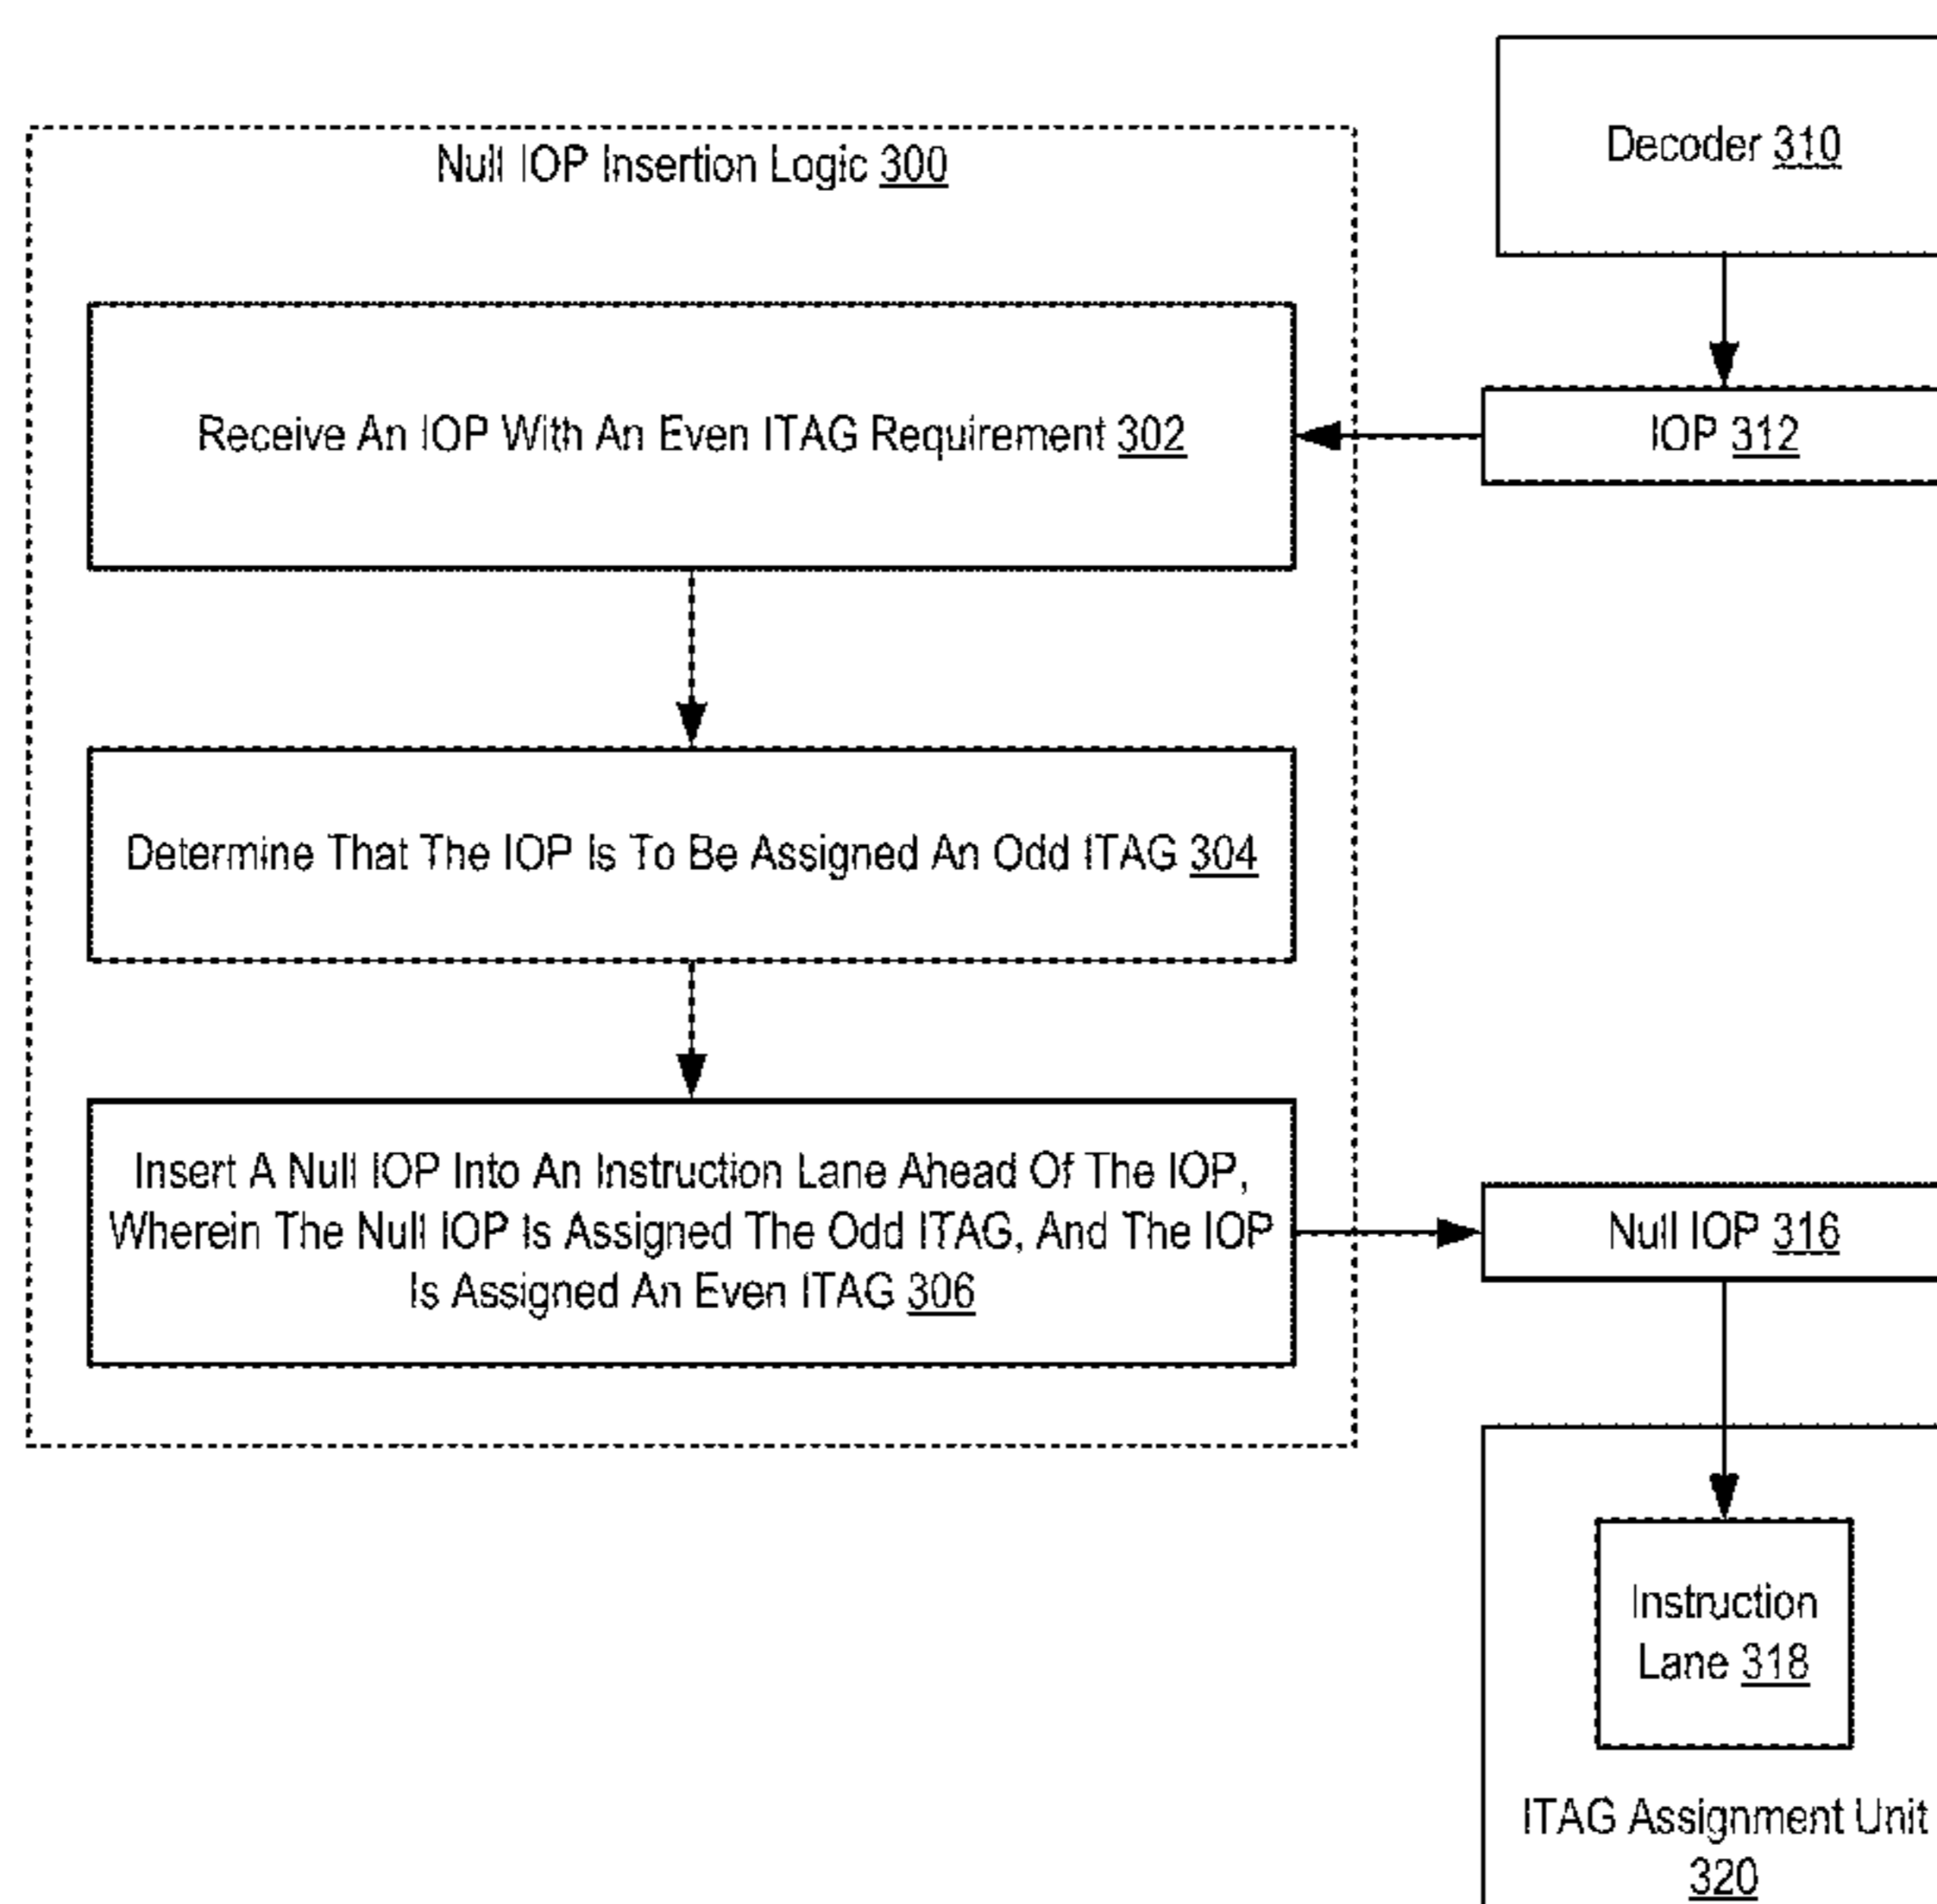 Decoder 310
Null IOP Insertion Logic 300
Receive An IOP With An Even ITAG Requirement 302
IOP 312
Determine That The IOP Is To Be Assigned An Odd ITAG 304
Insert A Null IOP Into An Instruction Lane Ahead Of The IOP,
Wherein The Null IOP Is Assigned The Odd ITAG, And The IOP
Is Assigned An Even ITAG 306
Null IOP 316
Instruction
Lane 318
ITAG Assignment Unit
320